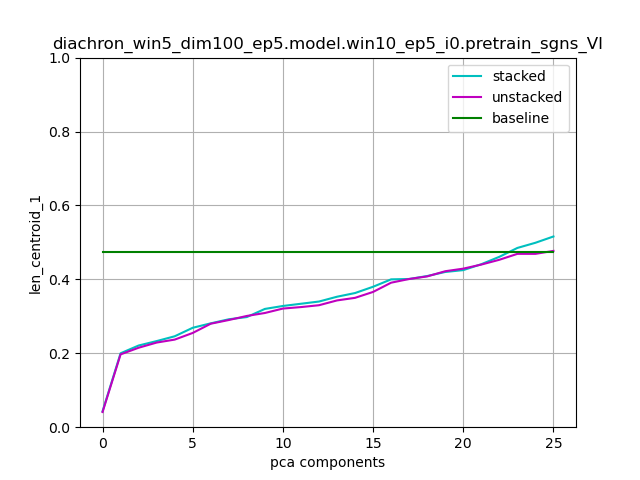 diachron_win5_dim100_ep5.model.win10_ep5_i0.pretrain_sgns_VI
1.0
0.8
0.6
0.4
0.2
0.0
len_centroid_1
stacked
unstacked
baseline
0 5 10 15 20 25
pca components